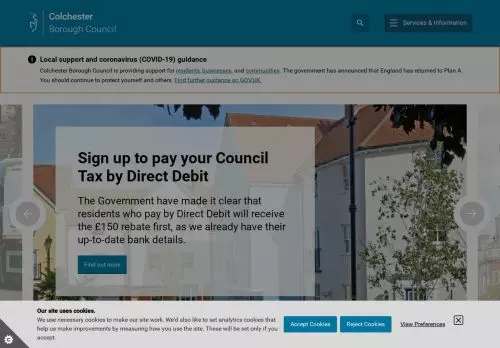 Colchester
Borough Council
Services & Information
Local support and coronavirus (COVID-19) guidance
Colchester Borough Council is providing support for residents, businesses, and communities. The government has announced that England has returned to Plan A.
You should continue to protect yourself and others. Find further guidance on GOV.UK.
Sign up to pay your Council
Tax by Direct Debit
The Government have made it clear that
residents who pay by Direct Debit will receive
the £150 rebate first, as we already have their
up-to-date bank details.
Find out more
Our site uses cookies.
We use necessary cookies to make our site work. We'd also like to set analytics cookies that
help us make improvements by measuring how you use the site. These will be set only if you
accept.
Accept Cookies
Reject Cookies
View Preferences